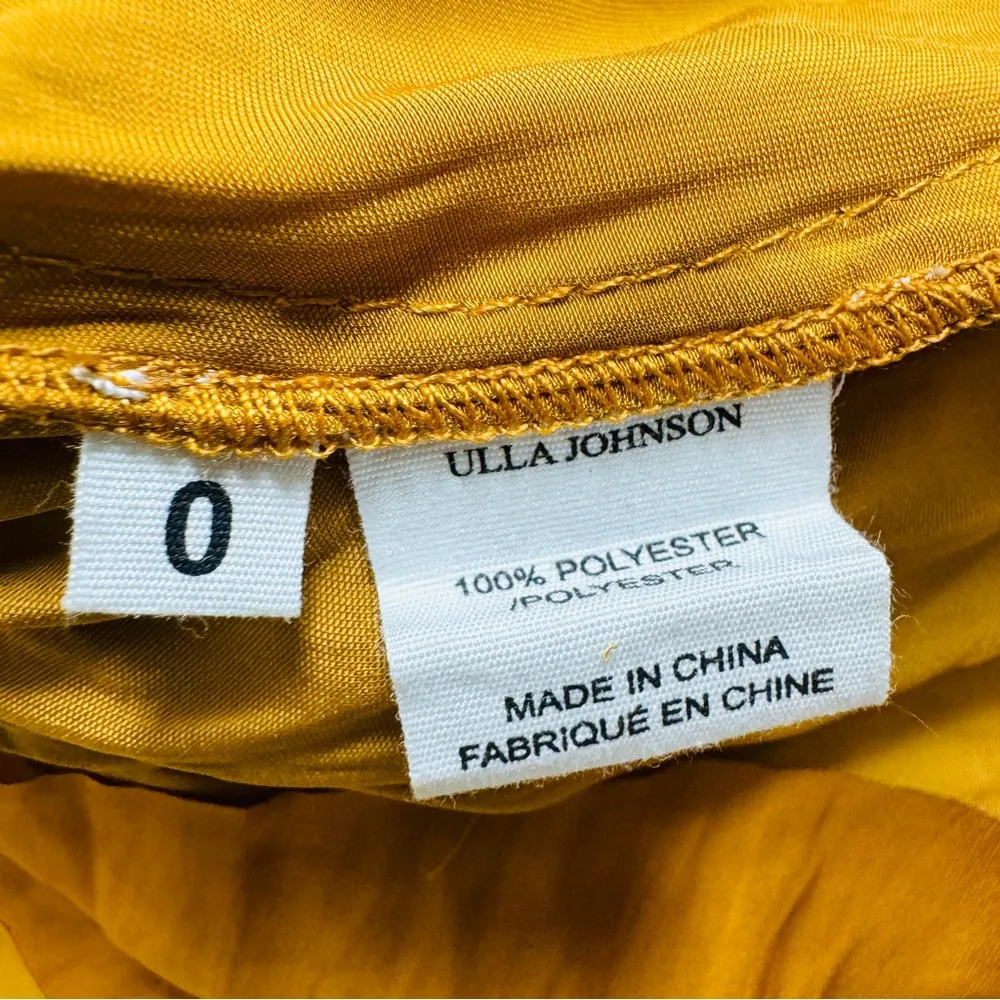 0
ULLA JOHNSON
100% POLYESTER
/POLYESTER
MADE IN CHINA
FABRIQUÉ EN CHINE